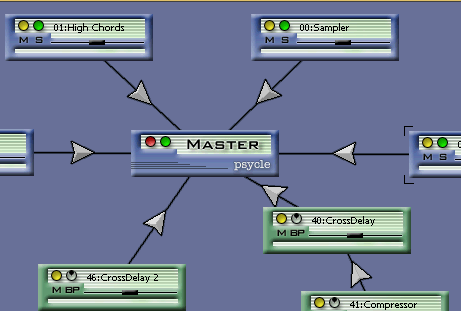 01:High Chords
M S
00:Sampler
M S
MASTER
psycle
M S
40:CrossDelay
M BP
46:CrossDelay 2
M BP
41:Compressor